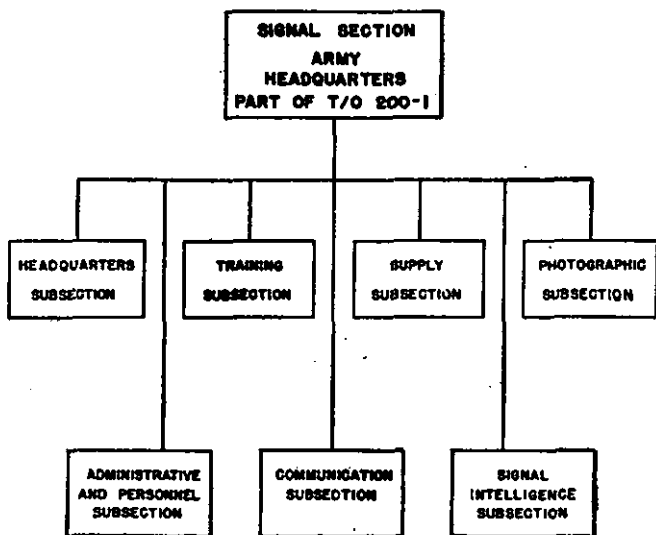 SIGNAL SECTION
ARMY
HEADQUARTERS
PART OF T/O 200-1
HEADQUARTERS
SUBSECTION
TRAINING
SUBSECTION
SUPPLY
SUBSECTION
PHOTOGRAPHIC
SUBSECTION
ADMINISTRATIVE
AND PERSONNEL
SUBSECTION
COMMUNICATION
SUBSEDTION
SIGNAL
INTELLIGENCE
SUBSECTION